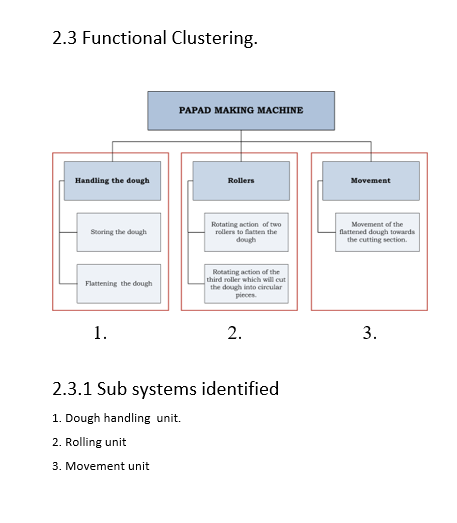 2.3 Functional Clustering.
PAPAD MAKING MACHINE
Handling the dough
Storing the dough
Flattening the dough
Rollers
Rotating action of two
rollers to flatten the
dough
Rotating action of the
third roller which will cut
the dough into circular
pieces.
Movement
Movement of the
flattened dough towards
the cutting section.
1.
2.
3.
2.3.1 Sub systems identified
1. Dough handling unit.
2. Rolling unit
3. Movement unit